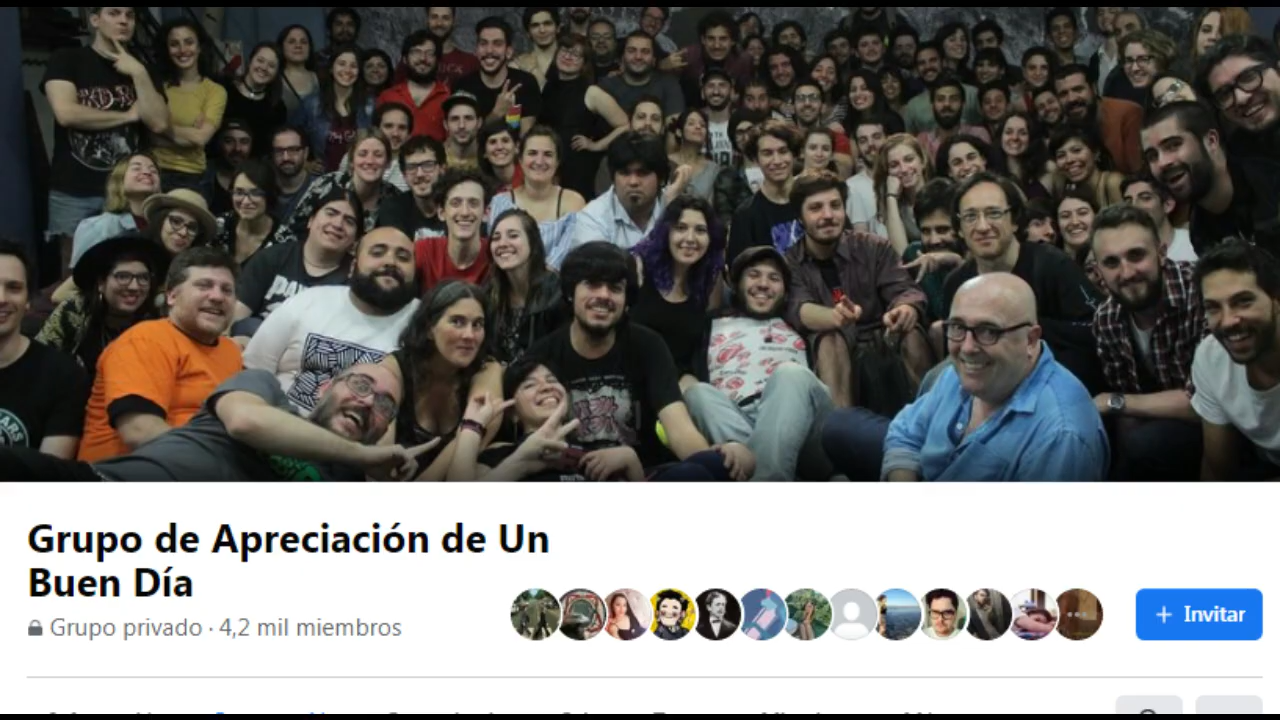 Grupo de Apreciación de Un
Buen Día
Grupo privado · 4,2 mil miembros
+ Invitar